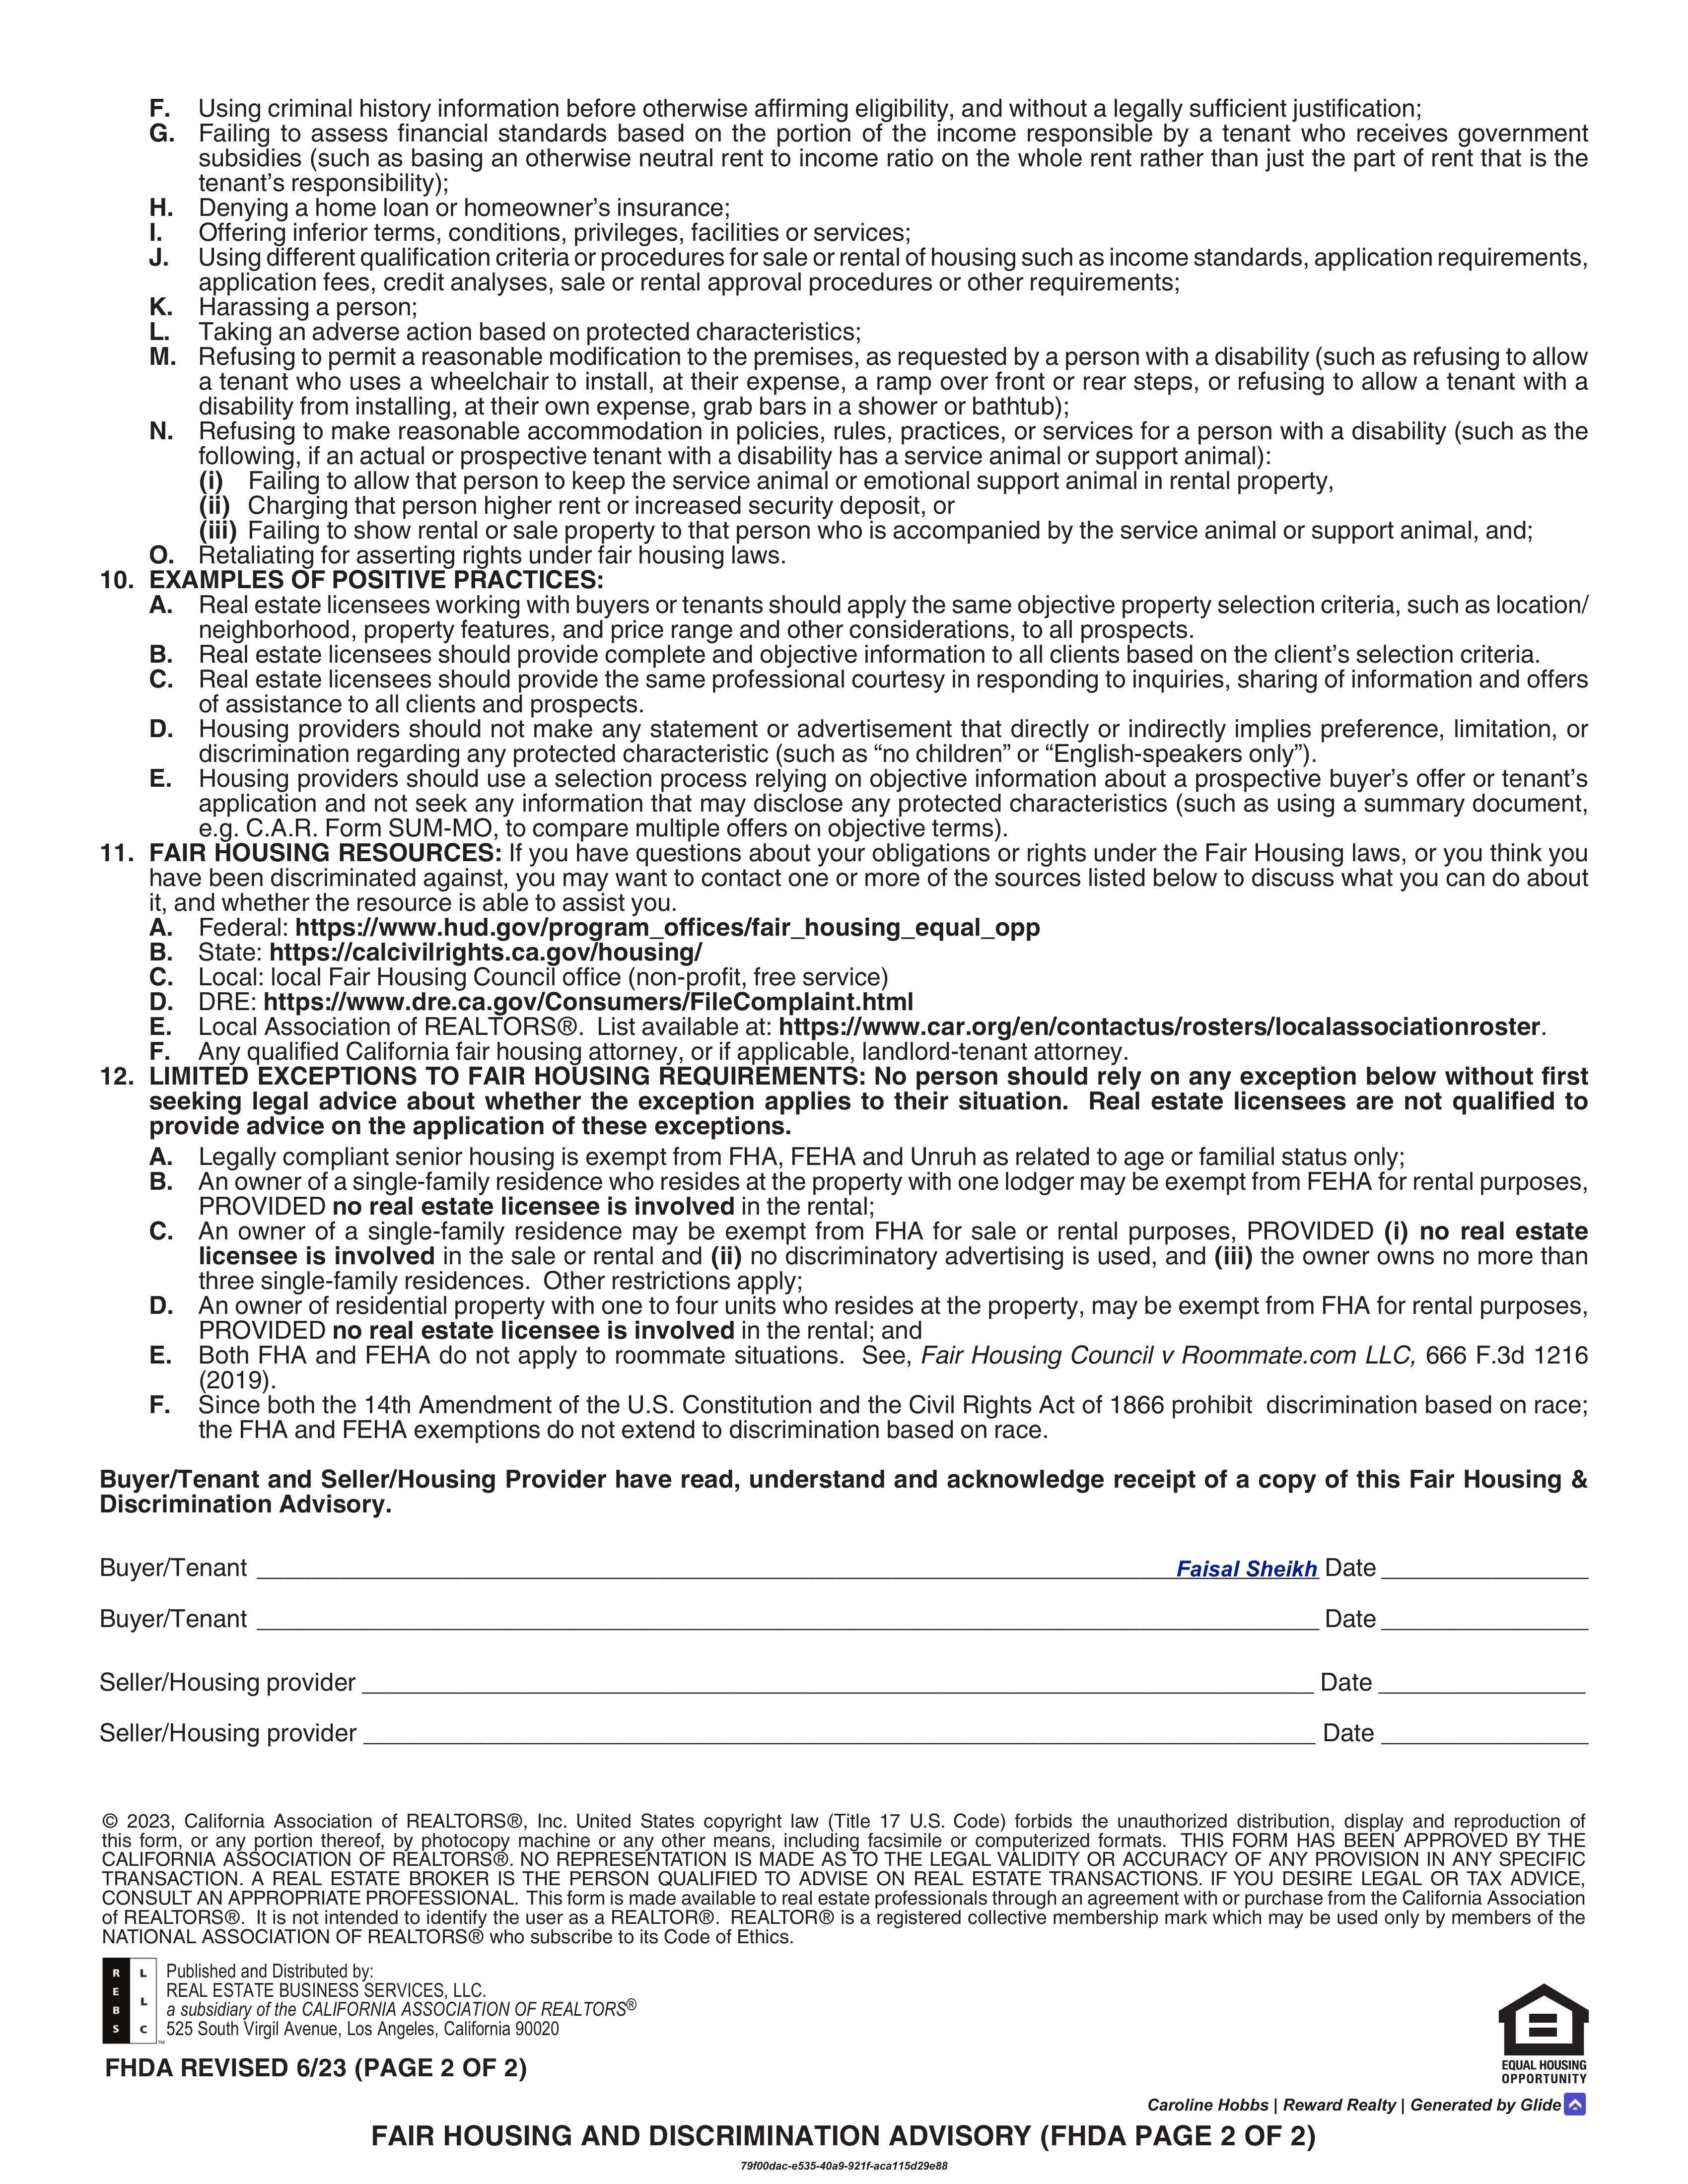 F. Using criminal history information before otherwise affirming eligibility, and without a legally sufficient justification;
G. Failing to assess financial standards based on the portion of the income responsible by a tenant who receives government
subsidies (such as basing an otherwise neutral rent to income ratio on the whole rent rather than just the part of rent that is the
tenant's responsibility);
H. Denying a home loan or homeowner's insurance;
I. Offering inferior terms, conditions, privileges, facilities or services;
J. Using different qualification criteria or procedures for sale or rental of housing such as income standards, application requirements,
application fees, credit analyses, sale or rental approval procedures or other requirements;
K. Harassing a person;
L. Taking an adverse action based on protected characteristics;
M. Refusing to permit a reasonable modification to the premises, as requested by a person with a disability (such as refusing to allow
a tenant who uses a wheelchair to install, at their expense, a ramp over front or rear steps, or refusing to allow a tenant with a
disability from installing, at their own expense, grab bars in a shower or bathtub);
N. Refusing to make reasonable accommodation in policies, rules, practices, or services for a person with a disability (such as the
following, if an actual or prospective tenant with a disability has a service animal or support animal):
(i) Failing to allow that person to keep the service animal or emotional support animal in rental property,
(ii) Charging that person higher rent or increased security deposit, or
(iii) Failing to show rental or sale property to that person who is accompanied by the service animal or support animal, and;
O. Retaliating for asserting rights under fair housing laws.
10. EXAMPLES OF POSITIVE PRACTICES:
A. Real estate licensees working with buyers or tenants should apply the same objective property selection criteria, such as location/
neighborhood, property features, and price range and other considerations, to all prospects.
B. Real estate licensees should provide complete and objective information to all clients based on the client's selection criteria.
C. Real estate licensees should provide the same professional courtesy in responding to inquiries, sharing of information and offers
of assistance to all clients and prospects.
D. Housing providers should not make any statement or advertisement that directly or indirectly implies preference, limitation, or
discrimination regarding any protected characteristic (such as “no children” or “English-speakers only”).
E. Housing providers should use a selection process relying on objective information about a prospective buyer's offer or tenant's
application and not seek any information that may disclose any protected characteristics (such as using a summary document,
e.g. C.A.R. Form SUM-MO, to compare multiple offers on objective terms).
11. FAIR HOUSING RESOURCES: If you have questions about your obligations or rights under the Fair Housing laws, or you think you
have been discriminated against, you may want to contact one or more of the sources listed below to discuss what you can do about
it, and whether the resource is able to assist you.
A. Federal: https://www.hud.gov/program_offices/fair_housing_equal_opp
B. State: https://calcivilrights.ca.gov/housing/
C. Local: local Fair Housing Council office (non-profit, free service)
D. DRE: https://www.dre.ca.gov/Consumers/FileComplaint.html
E. Local Association of REALTORS®. List available at: https://www.car.org/en/contactus/rosters/localassociationroster.
F. Any qualified California fair housing attorney, or if applicable, landlord-tenant attorney.
12. LIMITED EXCEPTIONS TO FAIR HOUSING REQUIREMENTS: No person should rely on any exception below without first
seeking legal advice about whether the exception applies to their situation. Real estate licensees are not qualified to
provide advice on the application of these exceptions.
A. Legally compliant senior housing is exempt from FHA, FEHA and Unruh as related to age or familial status only;
B. An owner of a single-family residence who resides at the property with one lodger may be exempt from FEHA for rental purposes,
PROVIDED no real estate licensee is involved in the rental;
C. An owner of a single-family residence may be exempt from FHA for sale or rental purposes, PROVIDED (i) no real estate
licensee is involved in the sale or rental and (ii) no discriminatory advertising is used, and (iii) the owner owns no more than
three single-family residences. Other restrictions apply;
D. An owner of residential property with one to four units who resides at the property, may be exempt from FHA for rental purposes,
PROVIDED no real estate licensee is involved in the rental; and
E. Both FHA and FEHA do not apply to roommate situations. See, Fair Housing Council v Roommate.com LLC, 666 F.3d 1216
(2019).
F. Since both the 14th Amendment of the U.S. Constitution and the Civil Rights Act of 1866 prohibit discrimination based on race;
the FHA and FEHA exemptions do not extend to discrimination based on race.
Buyer/Tenant and Seller/Housing Provider have read, understand and acknowledge receipt of a copy of this Fair Housing &
Discrimination Advisory.
Buyer/Tenant Faisal Sheikh Date
Buyer/Tenant Date
Seller/Housing provider Date
Seller/Housing provider Date
© 2023, California Association of REALTORS®, Inc. United States copyright law (Title 17 U.S. Code) forbids the unauthorized distribution, display and reproduction of
this form, or any portion thereof, by photocopy machine or any other means, including facsimile or computerized formats. THIS FORM HAS BEEN APPROVED BY THE
CALIFORNIA ASSOCIATION OF REALTORS®. NO REPRESENTATION IS MADE AS TO THE LEGAL VALIDITY OR ACCURACY OF ANY PROVISION IN ANY SPECIFIC
TRANSACTION. A REAL ESTATE BROKER IS THE PERSON QUALIFIED TO ADVISE ON REAL ESTATE TRANSACTIONS. IF YOU DESIRE LEGAL OR TAX ADVICE,
CONSULT AN APPROPRIATE PROFESSIONAL. This form is made available to real estate professionals through an agreement with or purchase from the California Association
of REALTORS®. It is not intended to identify the user as a REALTOR®. REALTOR® is a registered collective membership mark which may be used only by members of the
NATIONAL ASSOCIATION OF REALTORS® who subscribe to its Code of Ethics.
R E B S L L C ™
Published and Distributed by:
REAL ESTATE BUSINESS SERVICES, LLC.
a subsidiary of the CALIFORNIA ASSOCIATION OF REALTORS®
525 South Virgil Avenue, Los Angeles, California 90020
FHDA REVISED 6/23 (PAGE 2 OF 2)
EQUAL HOUSING
OPPORTUNITY
Caroline Hobbs | Reward Realty | Generated by Glide
FAIR HOUSING AND DISCRIMINATION ADVISORY (FHDA PAGE 2 OF 2)
79f00dac-e535-40a9-921f-aca115d29e88